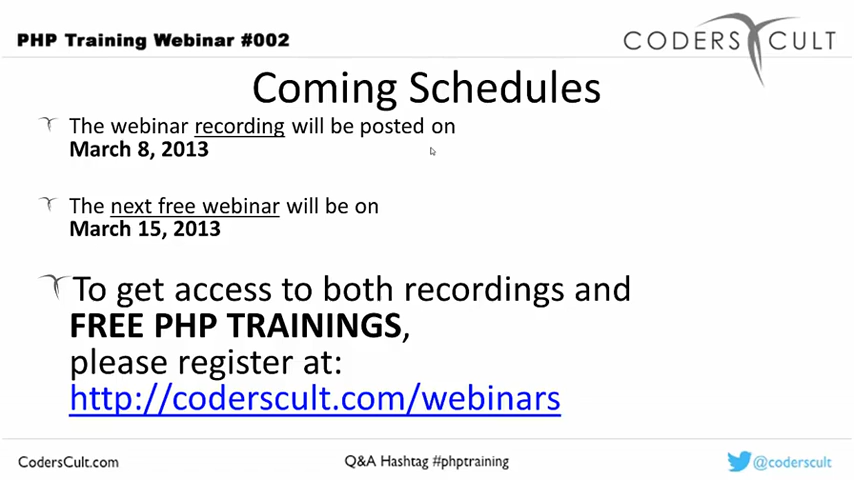 PHP Training Webinar #002
CODERS CULT
Coming Schedules
The webinar recording will be posted on
March 8, 2013
The next free webinar will be on
March 15, 2013
To get access to both recordings and
FREE PHP TRAININGS,
please register at:
http://coderscult.com/webinars
CodersCult.com
Q&A Hashtag #phptraining
@coderscult